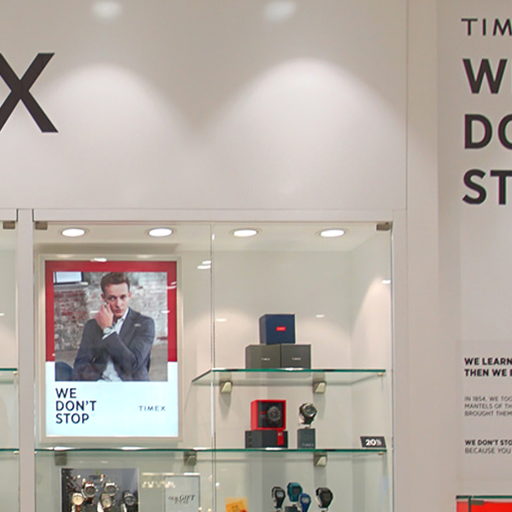 X
TIM
W
DO
ST
WE
DON'T
STOP
TIMEX
WE LEARN
THEN WE
IN 1854, WE TOO
MANTELS OF TH
BROUGHT THEM
WE DON'T STO
BECAUSE YOU
20%
GIFT